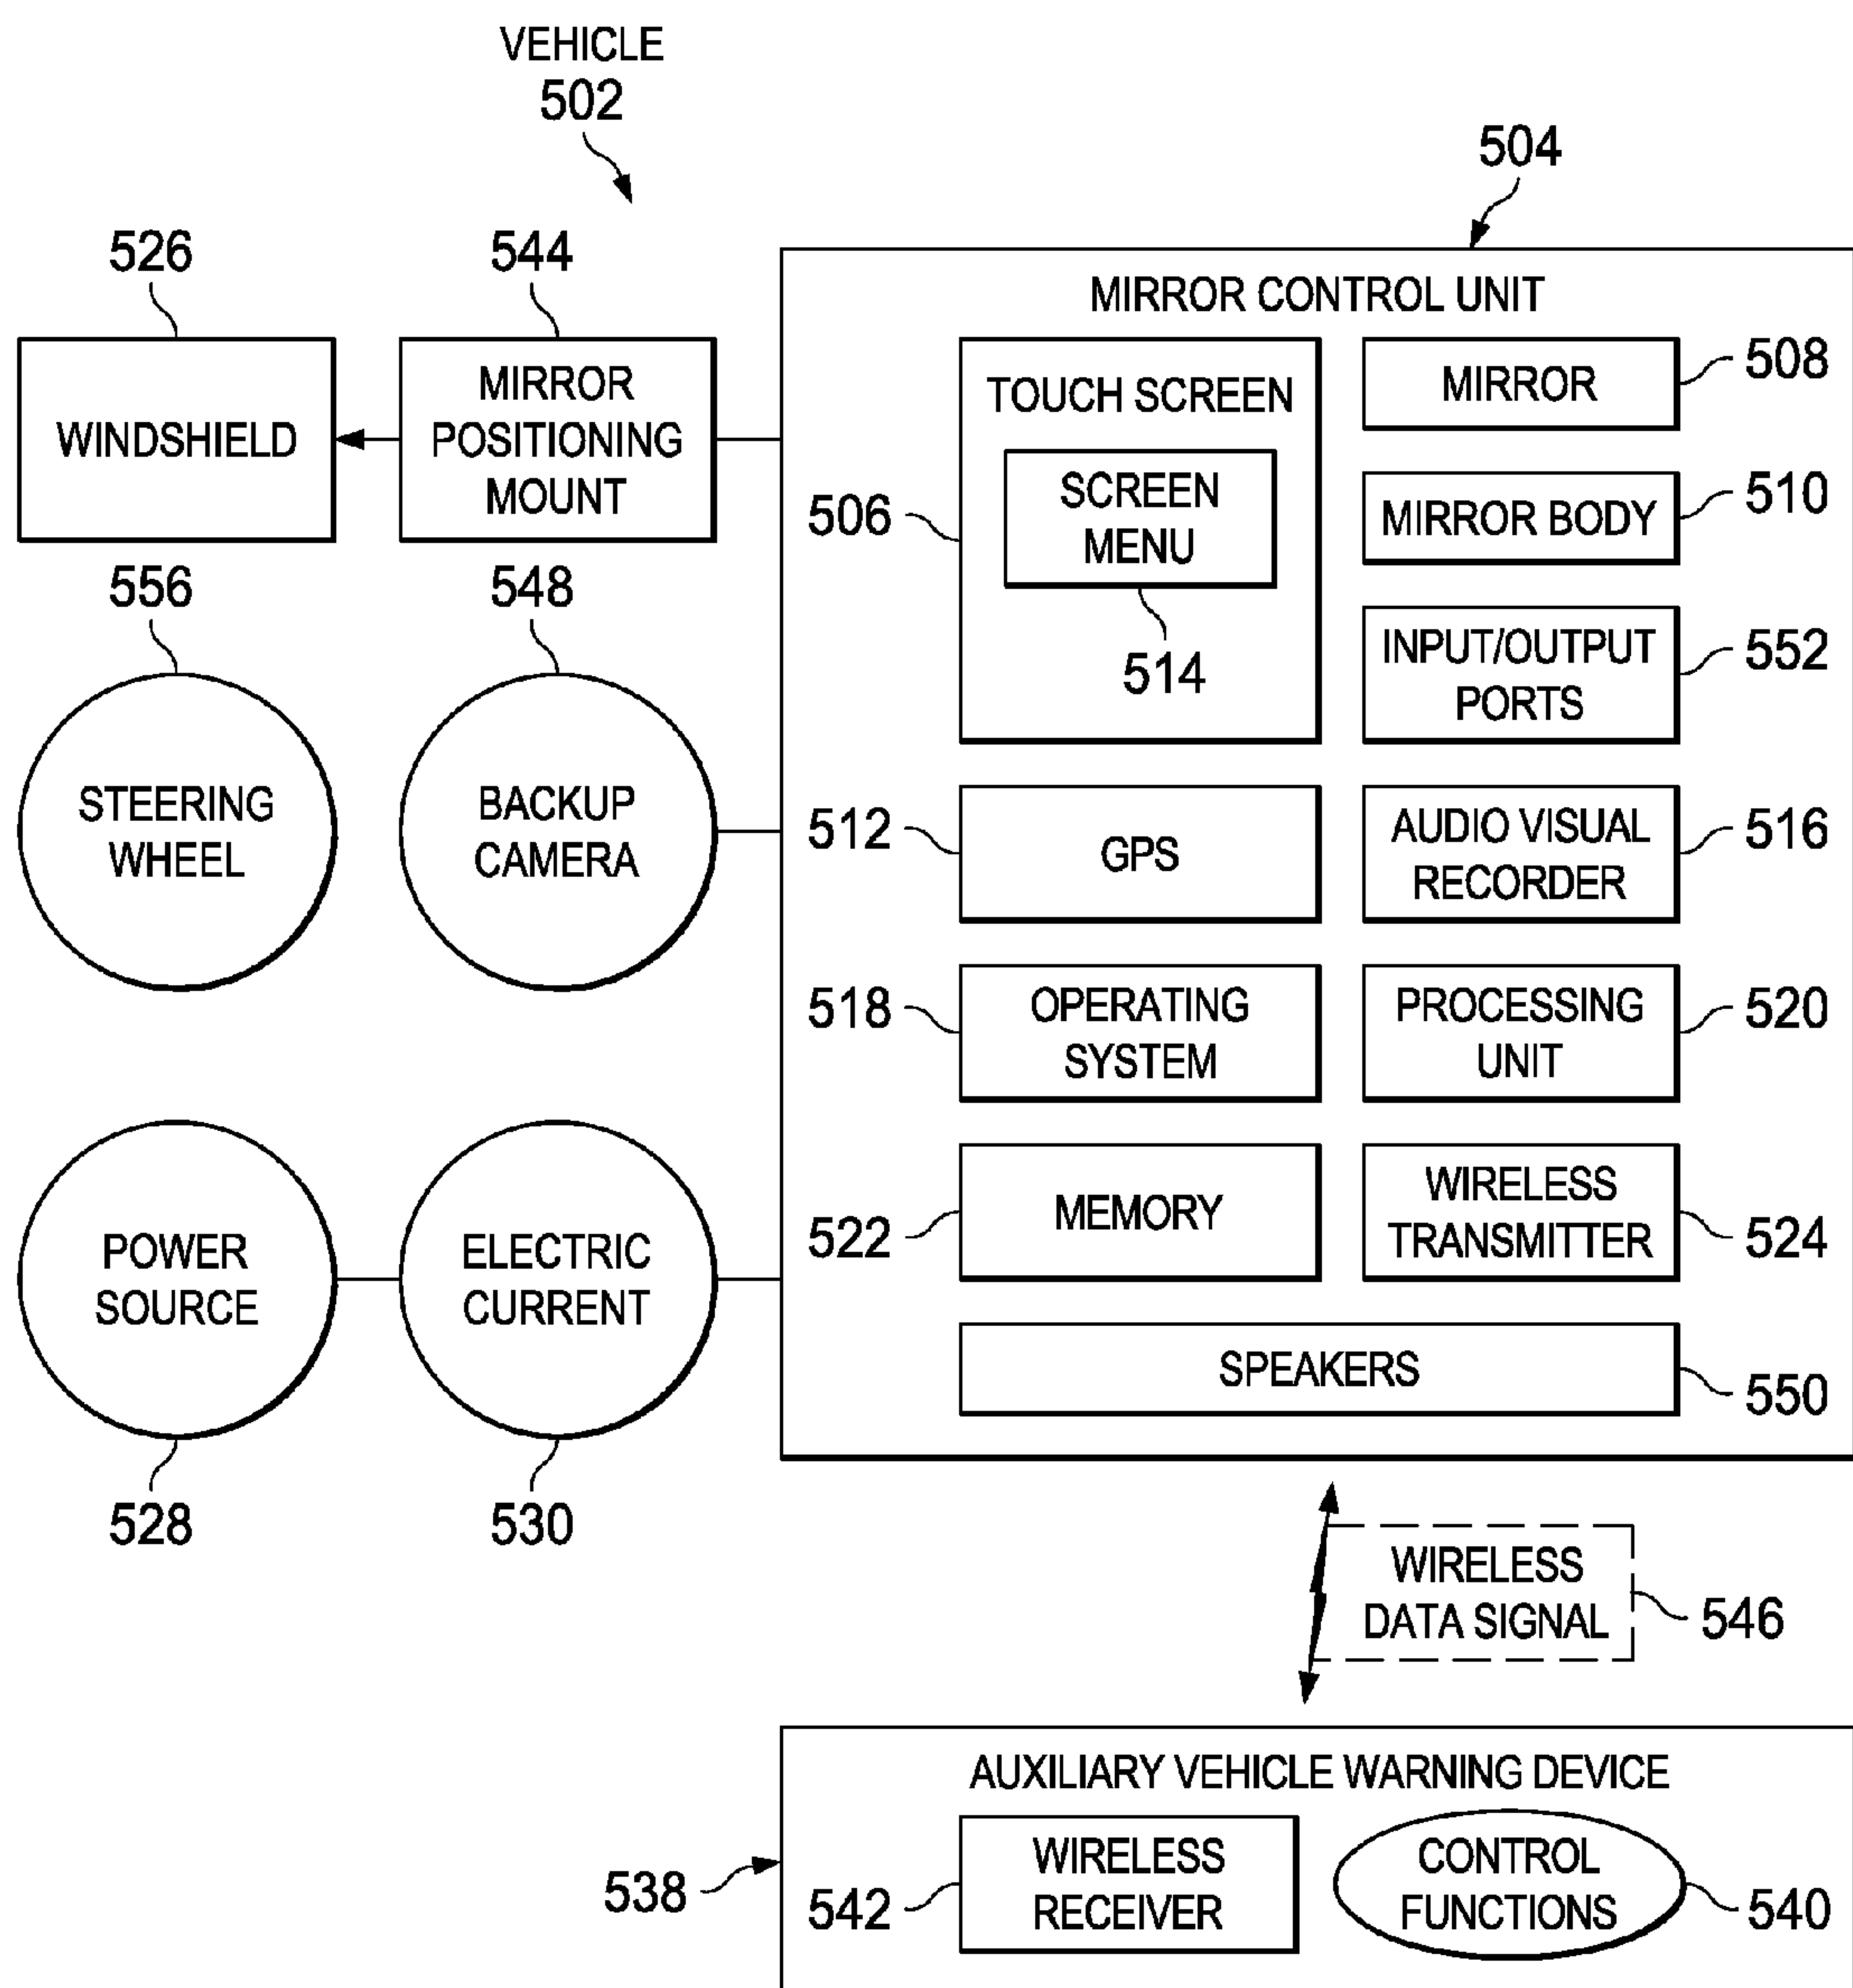 VEHICLE
502
504
526
544
MIRROR CONTROL UNIT
WINDSHIELD
MIRROR
POSITIONING
MOUNT
TOUCH SCREEN
SCREEN
MENU
506
514
MIRROR
508
MIRROR BODY
510
INPUT/OUTPUT
PORTS
552
556
548
STEERING
WHEEL
BACKUP
CAMERA
512
GPS
AUDIO VISUAL
RECORDER
516
518
OPERATING
SYSTEM
PROCESSING
UNIT
520
POWER
SOURCE
ELECTRIC
CURRENT
522
MEMORY
WIRELESS
TRANSMITTER
524
SPEAKERS
550
528
530
WIRELESS
DATA SIGNAL
546
AUXILIARY VEHICLE WARNING DEVICE
538
542
WIRELESS
RECEIVER
CONTROL
FUNCTIONS
540